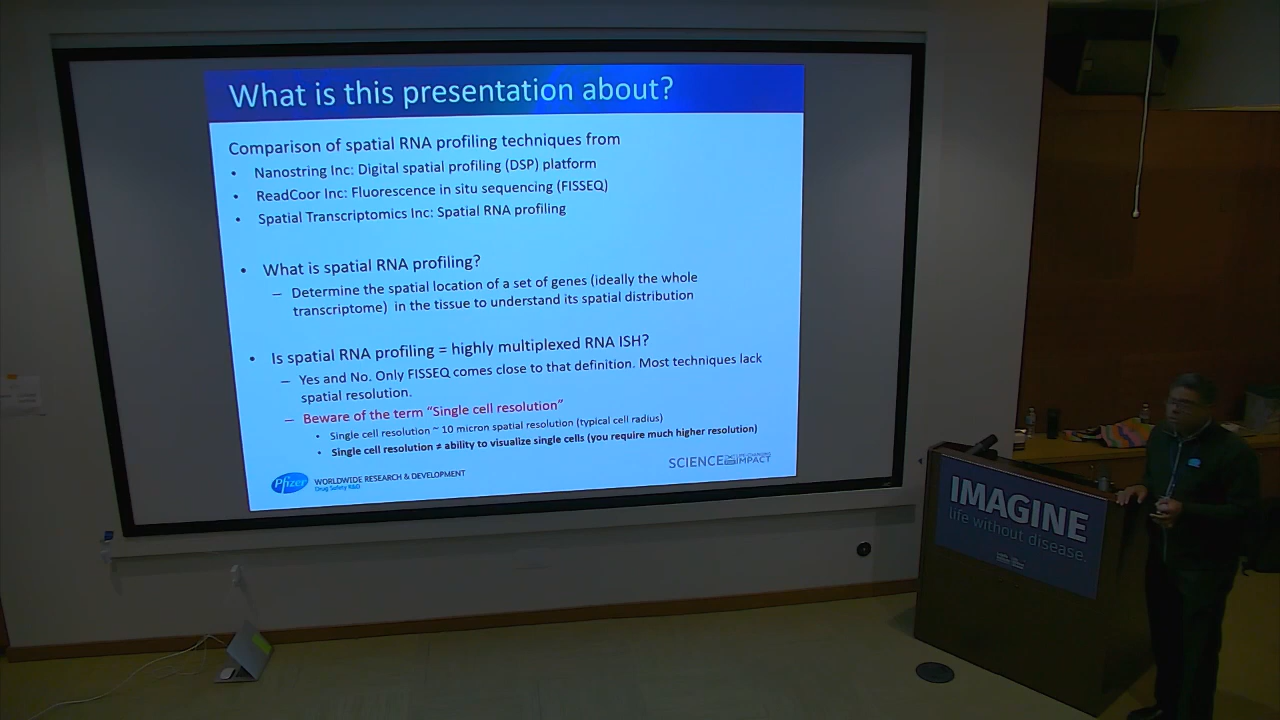 What is this presentation about?
Comparison of spatial RNA profiling techniques from
• Nanostring Inc: Digital spatial profiling (DSP) platform
• ReadCoor Inc: Fluorescence in situ sequencing (FISSEQ)
• Spatial Transcriptomics Inc: Spatial RNA profiling
• What is spatial RNA profiling?
– Determine the spatial location of a set of genes (ideally the whole
transcriptome) in the tissue to understand its spatial distribution
• Is spatial RNA profiling = highly multiplexed RNA ISH?
– Yes and No. Only FISSEQ comes close to that definition. Most techniques lack
spatial resolution.
– Beware of the term “Single cell resolution”
• Single cell resolution ~ 10 micron spatial resolution (typical cell radius)
• Single cell resolution ≠ ability to visualize single cells (you require much higher resolution)
Pfizer
WORLDWIDE RESEARCH & DEVELOPMENT
Drug Safety R&D
SCIENCE
IMPACT
IMAGINE
life without disease.